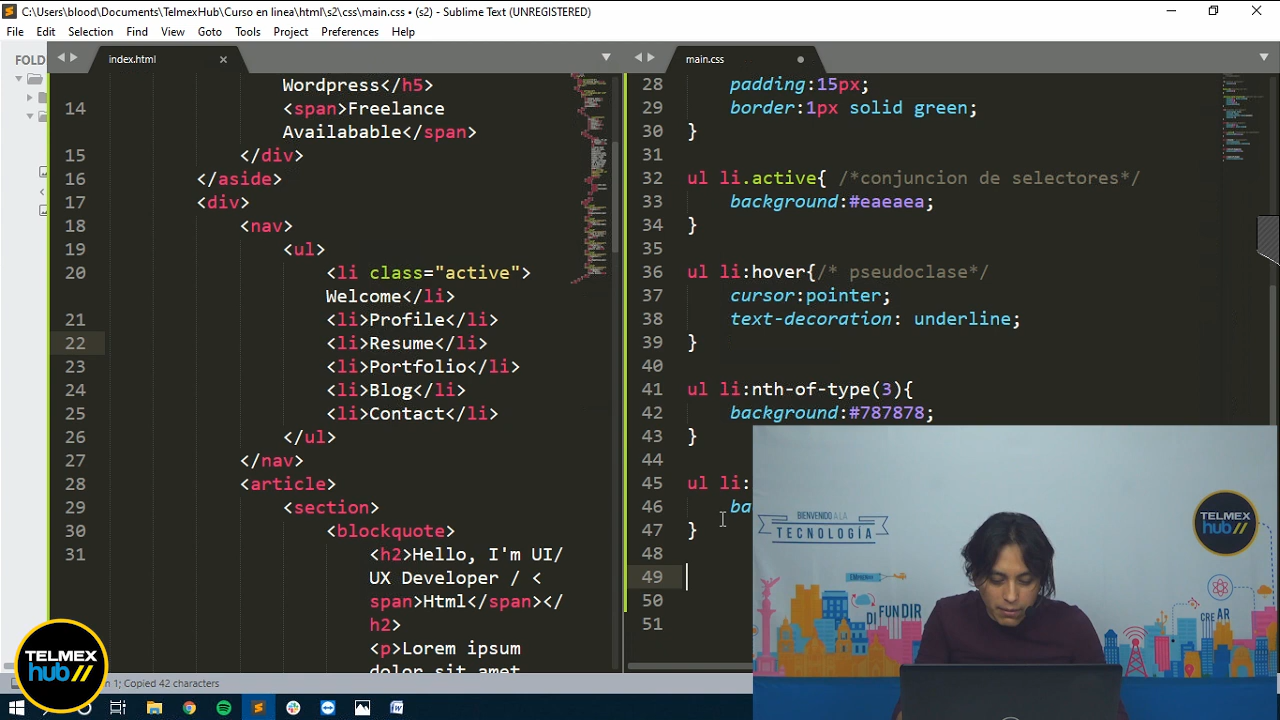 C:\Users\blood\Documents\TelmexHub\Curso en linea\html\s2\css\main.css • (s2) - Sublime Text (UNREGISTERED)
File Edit Selection Find View Goto Tools Project Preferences Help
FOLD
index.html
Wordpress</h5>
14 <span>Freelance
Availabable</span>
15 </div>
16 </aside>
17 <div>
18 <nav>
19 <ul>
20 <li class="active">
Welcome</li>
21 <li>Profile</li>
22 <li>Resume</li>
23 <li>Portfolio</li>
24 <li>Blog</li>
25 <li>Contact</li>
26 </ul>
27 </nav>
28 <article>
29 <section>
30 <blockquote>
31 <h2>Hello, I'm UI/
UX Developer / <
span>Html</span></
h2>
<p>Lorem ipsum
dolor sit amet
main.css
28 padding:15px;
29 border:1px solid green;
30 }
31
32 ul li.active{ /*conjuncion de selectores*/
33 background:#eaeaea;
34 }
35
36 ul li:hover{/* pseudoclase*/
37 cursor:pointer;
38 text-decoration: underline;
39 }
40
41 ul li:nth-of-type(3){
42 background:#787878;
43 }
44
45 ul li:
46 ba
47 }
48
49
50
51
1; Copied 42 characters
TELMEX
hub//
BIENVENIDO A LA
TECNOLOGÍA
DI FUN DIR
CRE AR
TELMEX
hub//